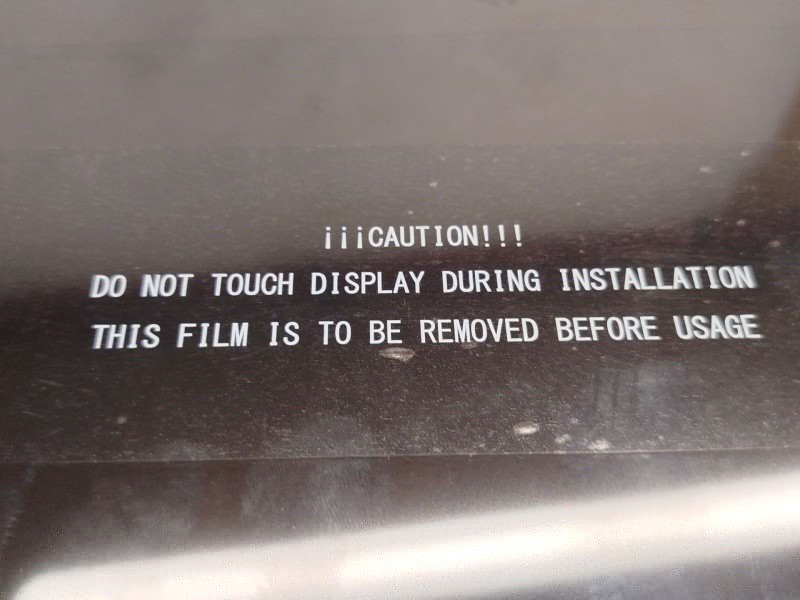 ¡¡¡CAUTION!!!
DO NOT TOUCH DISPLAY DURING INSTALLATION
THIS FILM IS TO BE REMOVED BEFORE USAGE